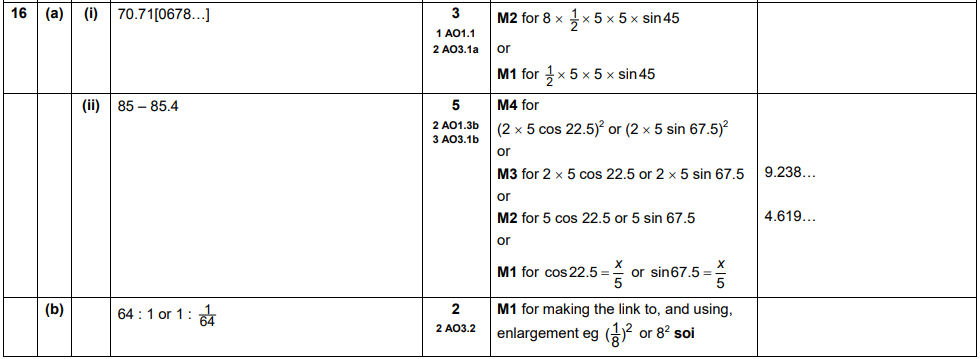 16 (a) (i) 70.71[0678…] 3 M2 for 8 × 1/2 × 5 × 5 × sin 45
1 AO1.1
2 AO3.1a or
M1 for 1/2 × 5 × 5 × sin 45
(ii) 85 – 85.4 5 M4 for
2 AO1.3b (2 × 5 cos 22.5)² or (2 × 5 sin 67.5)²
3 AO3.1b or
M3 for 2 × 5 cos 22.5 or 2 × 5 sin 67.5 9.238…
or
M2 for 5 cos 22.5 or 5 sin 67.5 4.619…
or
M1 for cos 22.5 = x/5 or sin 67.5 = x/5
(b) 64 : 1 or 1 : 1/64 2 M1 for making the link to, and using,
2 AO3.2 enlargement eg (1/8)² or 8² soi